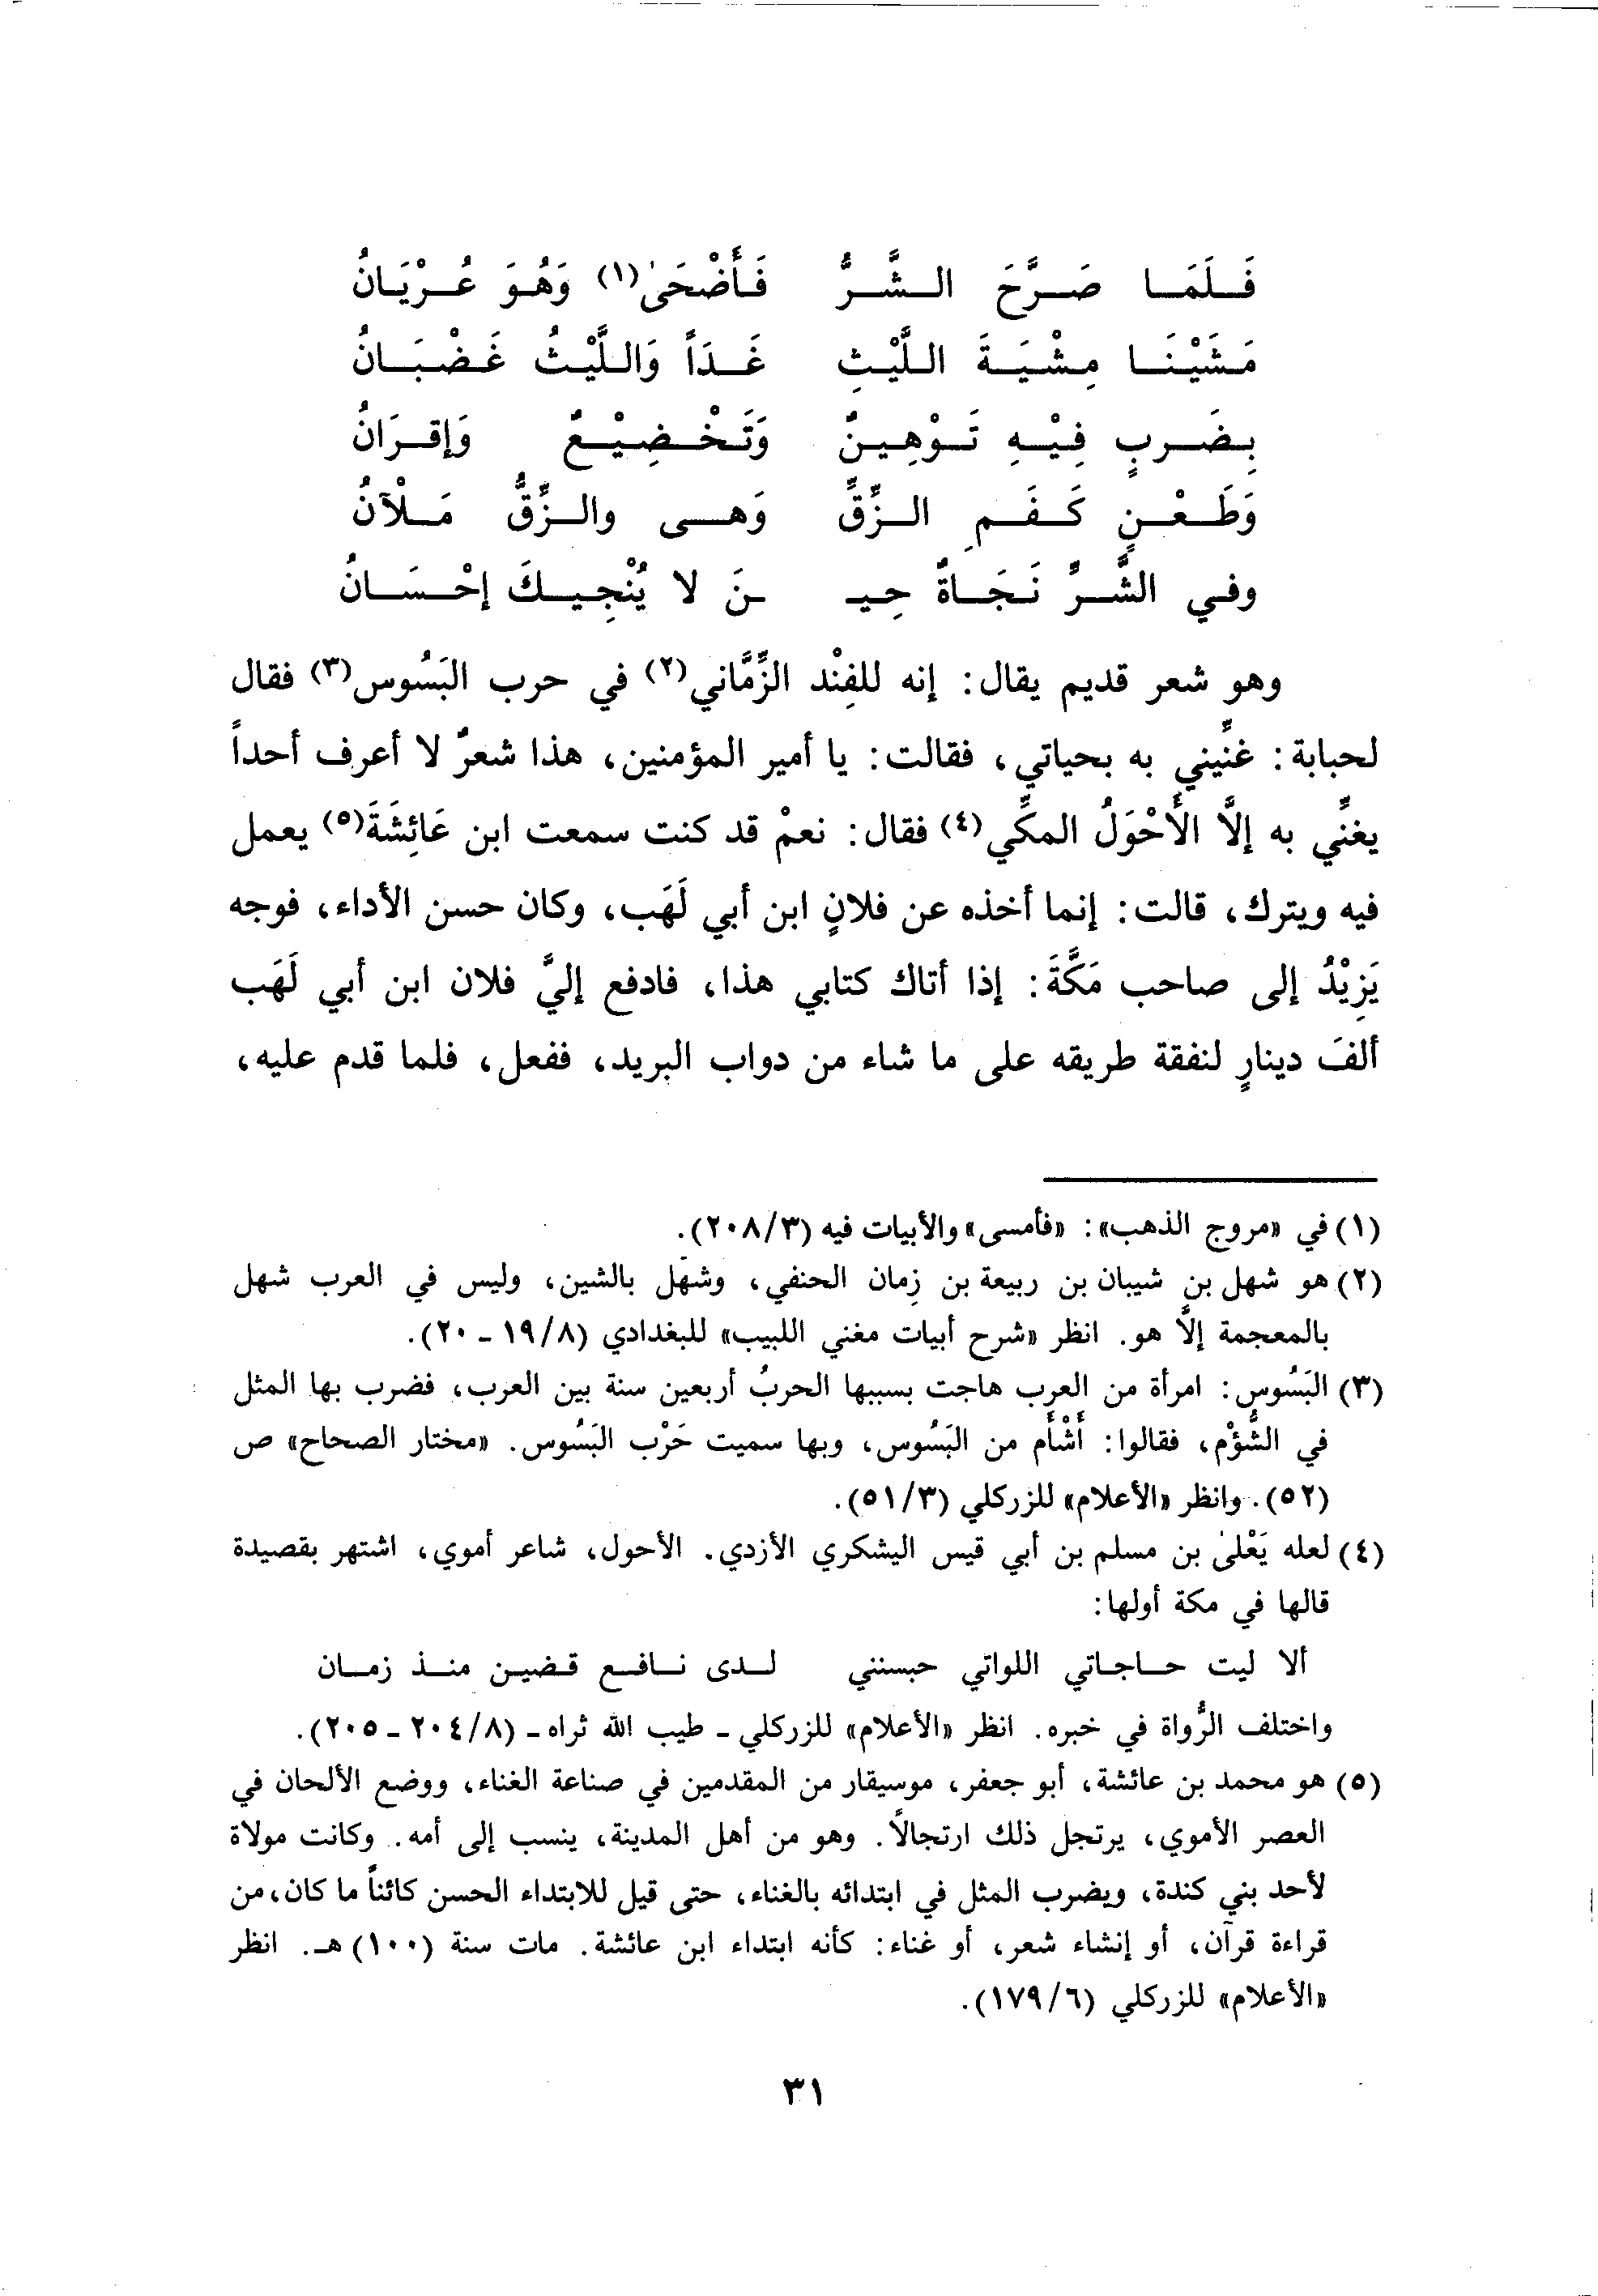 فَلَمَا صَرَّحَ الشَّرُّ فَأَضْحَىٰ(١) وَهُوَ عُرْيَانُ
مَشَيْنَا مِشْيَةَ اللَّيْثِ غَدَاً وَاللَّيْثُ غَضْبَانُ
بِضَربٍ فِيْهِ تَوْهِينٌ وَتَخْضِيْعٌ وَإقرَانُ
وَطَعْنٍ كَفَمِ الزِّقِّ وَهى والزِّقُّ مَلْآنُ
وفي الشَّرِّ نَجَاةٌ حِيـ ـنَ لا يُنْجِيكَ إحْسَانُ
وهو شعر قديم يقال: إنه للفِنْد الزِّمَّاني(٢) في حرب البَسُوس(٣) فقال
لحبابة: غنِّيني به بحياتي، فقالت: يا أمير المؤمنين، هذا شعرٌ لا أعرف أحداً
يغنِّي به إلَّا الأَحْوَلُ المكِّي(٤) فقال: نعمْ قد كنت سمعت ابن عَائِشَةَ(٥) يعمل
فيه ويترك، قالت: إنما أخذه عن فلانٍ ابن أبي لَهَب، وكان حسن الأداء، فوجه
يَزِيْدُ إلى صاحب مَكَّةَ: إذا أتاك كتابي هذا، فادفع إليَّ فلان ابن أبي لَهَب
ألفَ دينارٍ لنفقة طريقه على ما شاء من دواب البريد، ففعل، فلما قدم عليه،
(١) في «مروج الذهب»: «فأمسى» والأبيات فيه (٢٠٨/٣).
(٢) هو شهل بن شيبان بن ربيعة بن زِمان الحنفي، وشهل بالشين، وليس في العرب شهل
بالمعجمة إلَّا هو. انظر «شرح أبيات مغني اللبيب» للبغدادي (١٩/٨ - ٢٠).
(٣) البَسُوس: امرأة من العرب هاجت بسببها الحربُ أربعين سنة بين العرب، فضرب بها المثل
في الشُّؤْم، فقالوا: أَشْأَم من البَسُوس، وبها سميت حَرْب البَسُوس. «مختار الصحاح» ص
(٥٢). وانظر «الأعلام» للزركلي (٥١/٣).
(٤) لعله يَعْلىٰ بن مسلم بن أبي قيس اليشكري الأزدي. الأحول، شاعر أموي، اشتهر بقصيدة
قالها في مكة أولها:
ألا ليت حاجاتي اللواتي حبسنني لدى نافع قضين منذ زمان
واختلف الرُّواة في خبره. انظر «الأعلام» للزركلي - طيب الله ثراه - (٢٠٤/٨ - ٢٠٥).
(٥) هو محمد بن عائشة، أبو جعفر، موسيقار من المقدمين في صناعة الغناء، ووضع الألحان في
العصر الأموي، يرتجل ذلك ارتجالاً. وهو من أهل المدينة، ينسب إلى أمه. وكانت مولاة
لأحد بني كندة، ويضرب المثل في ابتدائه بالغناء، حتى قيل للابتداء الحسن كائناً ما كان، من
قراءة قرآن، أو إنشاء شعر، أو غناء: كأنه ابتداء ابن عائشة. مات سنة (١٠٠) هـ. انظر
«الأعلام» للزركلي (١٧٩/٦).
٣١